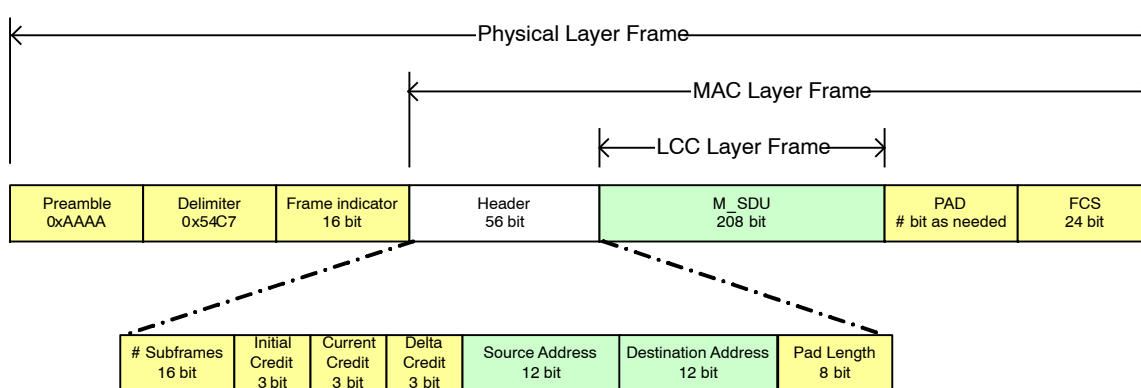 Physical Layer Frame
MAC Layer Frame
LCC Layer Frame
Preamble
0xAAAA
Delimiter
0x54C7
Frame indicator
16 bit
Header
56 bit
M_SDU
208 bit
PAD
# bit as needed
FCS
24 bit
# Subframes
16 bit
Initial
Credit
3 bit
Current
Credit
3 bit
Delta
Credit
3 bit
Source Address
12 bit
Destination Address
12 bit
Pad Length
8 bit